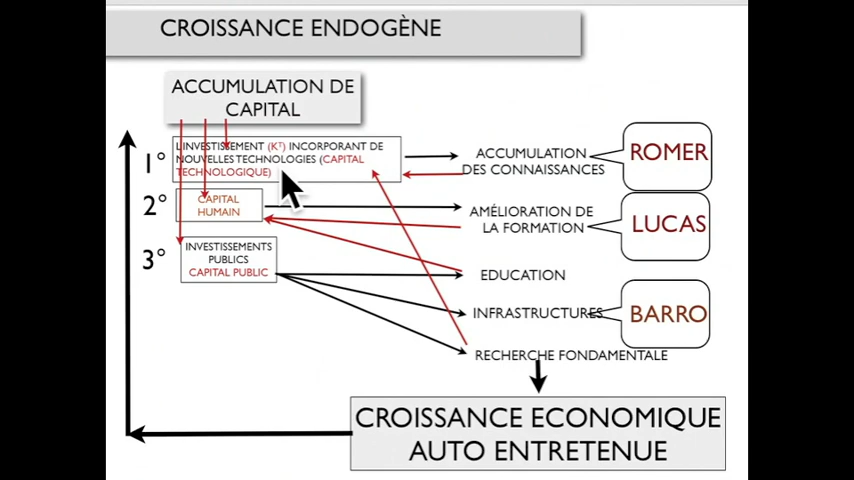 CROISSANCE ENDOGÈNE
ACCUMULATION DE
CAPITAL
1°
L'INVESTISSEMENT (KT) INCORPORANT DE
NOUVELLES TECHNOLOGIES (CAPITAL
TECHNOLOGIQUE)
ACCUMULATION
DES CONNAISSANCES
ROMER
2°
CAPITAL
HUMAIN
AMÉLIORATION DE
LA FORMATION
LUCAS
3°
INVESTISSEMENTS
PUBLICS
CAPITAL PUBLIC
EDUCATION
INFRASTRUCTURES
BARRO
RECHERCHE FONDAMENTALE
CROISSANCE ECONOMIQUE
AUTO ENTRETENUE